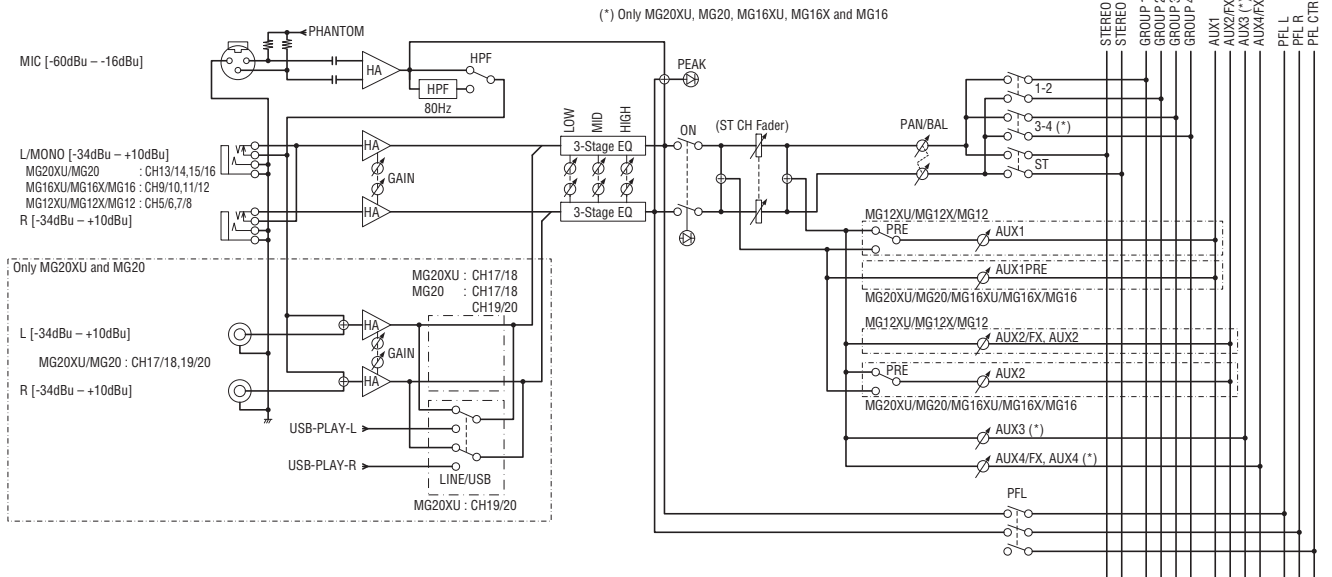 (*) Only MG20XU, MG20, MG16XU, MG16X and MG16
PHANTOM
MIC [-60dBu – -16dBu]
HA
HPF
HPF
80Hz
PEAK
LOW
MID
HIGH
ON
(ST CH Fader)
PAN/BAL
1-2
3-4 (*)
ST
STEREO
STEREO
GROUP
GROUP
GROUP
GROUP
AUX1
AUX2/FX
AUX3 (*)
AUX4/FX
PFL L
PFL R
PFL CTR
L/MONO [-34dBu – +10dBu]
MG20XU/MG20 : CH13/14,15/16
MG16XU/MG16X/MG16 : CH9/10,11/12
MG12XU/MG12X/MG12 : CH5/6,7/8
R [-34dBu – +10dBu]
HA
GAIN
HA
3-Stage EQ
3-Stage EQ
MG12XU/MG12X/MG12
PRE
AUX1
AUX1PRE
MG20XU/MG20/MG16XU/MG16X/MG16
MG12XU/MG12X/MG12
AUX2/FX, AUX2
PRE
AUX2
MG20XU/MG20/MG16XU/MG16X/MG16
AUX3 (*)
AUX4/FX, AUX4 (*)
PFL
Only MG20XU and MG20
MG20XU : CH17/18
MG20 : CH17/18
CH19/20
L [-34dBu – +10dBu]
HA
GAIN
MG20XU/MG20 : CH17/18,19/20
HA
R [-34dBu – +10dBu]
USB-PLAY-L
USB-PLAY-R
LINE/USB
MG20XU : CH19/20